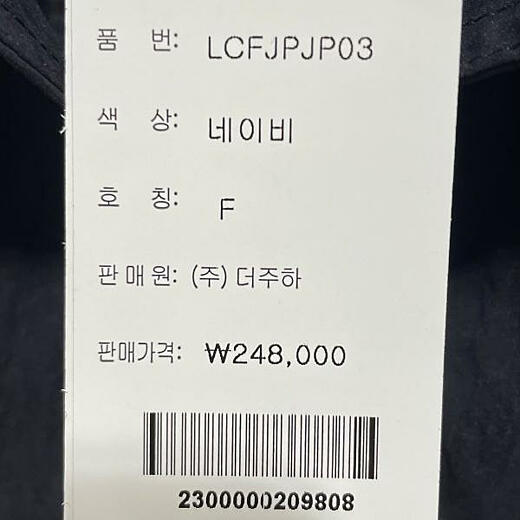 품 번: LCFJPJP03
색 상: 네이비
호 칭: F
판 매 원: (주) 더주하
판매가격: ₩248,000
2300000209808